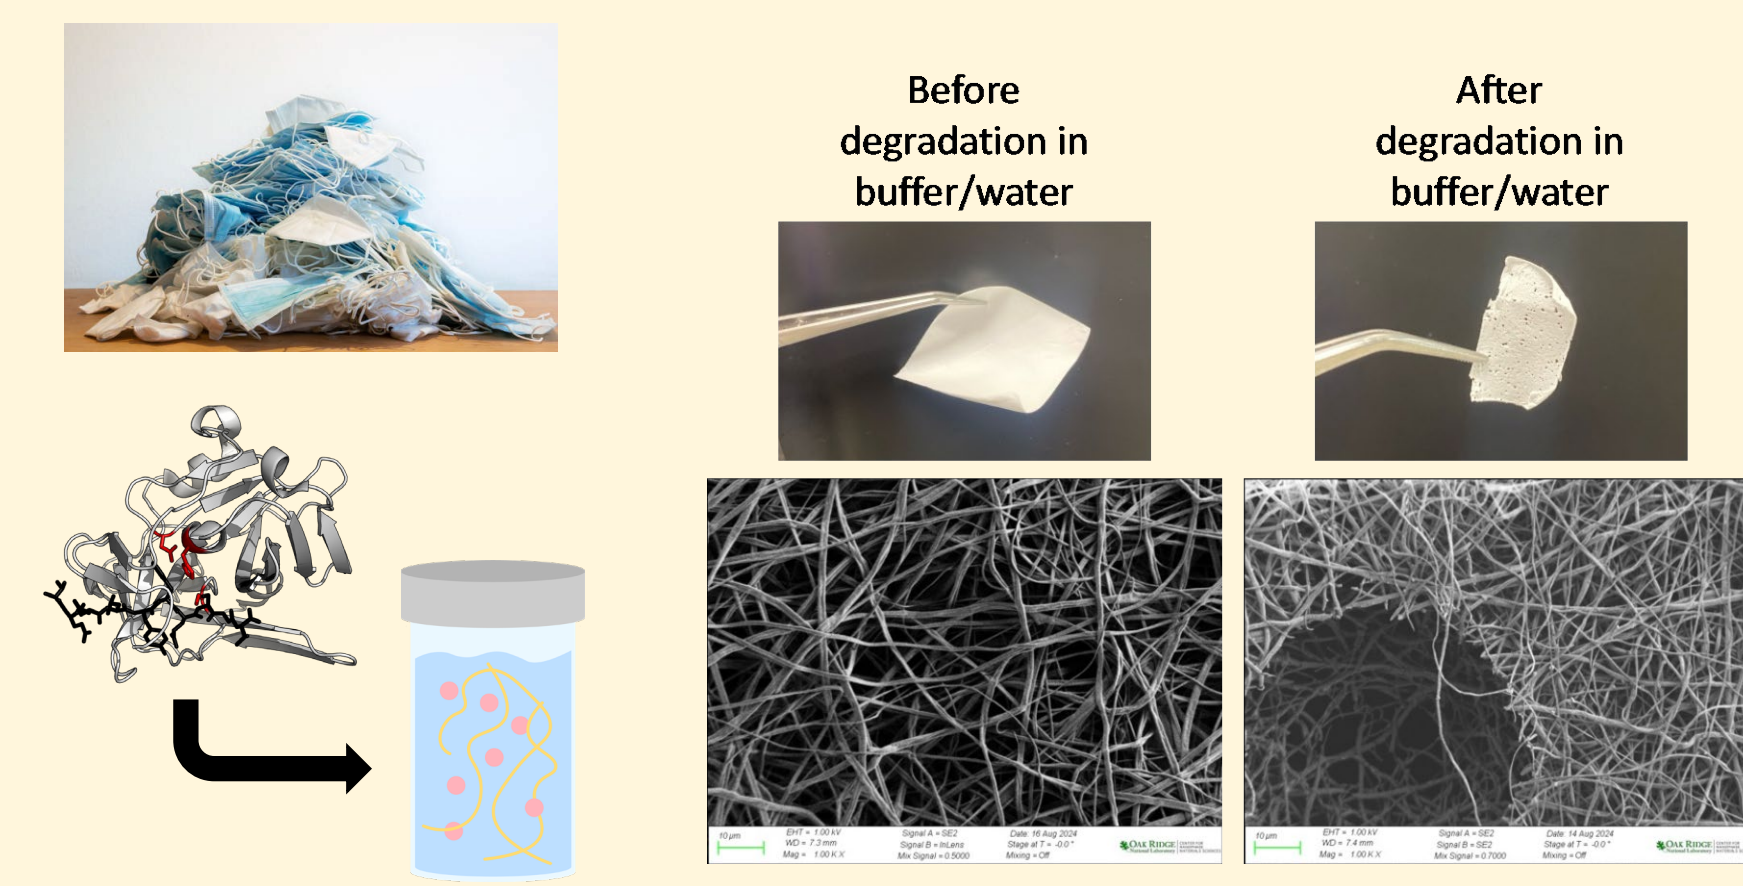 Before
degradation in
buffer/water
After
degradation in
buffer/water
10 µm
EHT = 1.00 kV
WD = 7.3 mm
Mag = 1.00 K X
Signal A = SE2
Signal B = InLens
Mix Signal = 0.5000
Date: 16 Aug 2024
Stage at T = -0.0 °
Mixing = Off
OAK RIDGE
National Laboratory
10 µm
EHT = 1.00 kV
WD = 7.4 mm
Mag = 1.00 K X
Signal A = SE2
Signal B = SE2
Mix Signal = 0.7000
Date: 14 Aug 2024
Stage at T = -0.0 °
Mixing = Off
OAK RIDGE
National Laboratory